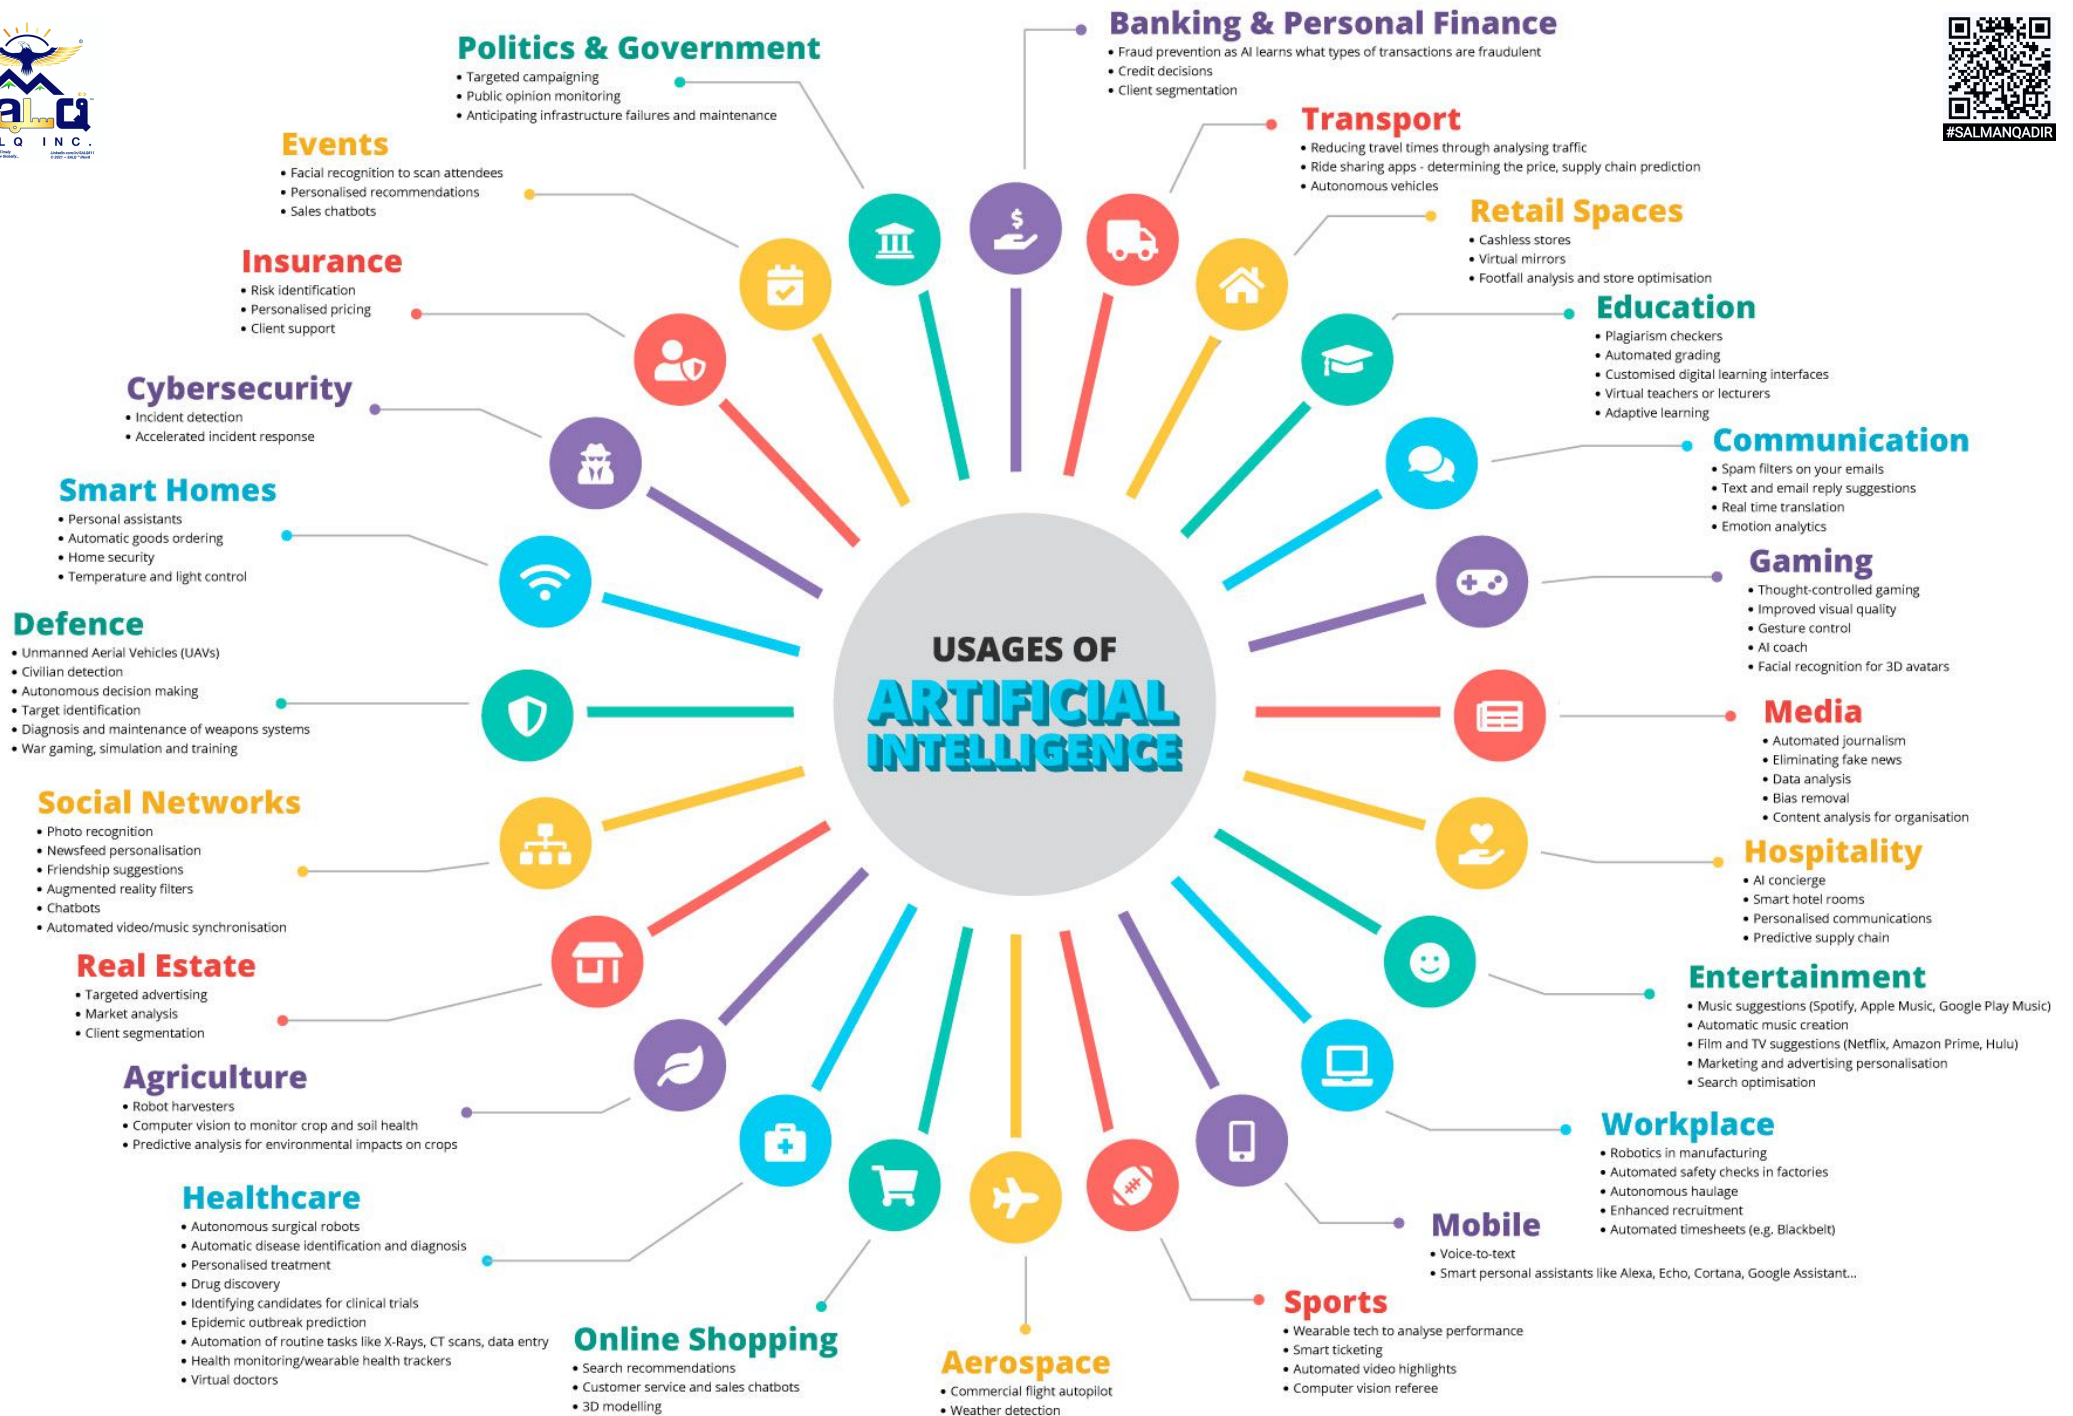 aLQ
LQ INC.
#SALMANQADIR
USAGES OF
ARTIFICIAL
INTELLIGENCE
Banking & Personal Finance
• Fraud prevention as AI learns what types of transactions are fraudulent
• Credit decisions
• Client segmentation
Transport
• Reducing travel times through analysing traffic
• Ride sharing apps - determining the price, supply chain prediction
• Autonomous vehicles
Retail Spaces
• Cashless stores
• Virtual mirrors
• Footfall analysis and store optimisation
Education
• Plagiarism checkers
• Automated grading
• Customised digital learning interfaces
• Virtual teachers or lecturers
• Adaptive learning
Communication
• Spam filters on your emails
• Text and email reply suggestions
• Real time translation
• Emotion analytics
Gaming
• Thought-controlled gaming
• Improved visual quality
• Gesture control
• AI coach
• Facial recognition for 3D avatars
Media
• Automated journalism
• Eliminating fake news
• Data analysis
• Bias removal
• Content analysis for organisation
Hospitality
• AI concierge
• Smart hotel rooms
• Personalised communications
• Predictive supply chain
Entertainment
• Music suggestions (Spotify, Apple Music, Google Play Music)
• Automatic music creation
• Film and TV suggestions (Netflix, Amazon Prime, Hulu)
• Marketing and advertising personalisation
• Search optimisation
Workplace
• Robotics in manufacturing
• Automated safety checks in factories
• Autonomous haulage
• Enhanced recruitment
• Automated timesheets (e.g. Blackbelt)
Mobile
• Voice-to-text
• Smart personal assistants like Alexa, Echo, Cortana, Google Assistant...
Sports
• Wearable tech to analyse performance
• Smart ticketing
• Automated video highlights
• Computer vision referee
Aerospace
• Commercial flight autopilot
• Weather detection
Online Shopping
• Search recommendations
• Customer service and sales chatbots
• 3D modelling
Healthcare
• Autonomous surgical robots
• Automatic disease identification and diagnosis
• Personalised treatment
• Drug discovery
• Identifying candidates for clinical trials
• Epidemic outbreak prediction
• Automation of routine tasks like X-Rays, CT scans, data entry
• Health monitoring/wearable health trackers
• Virtual doctors
Agriculture
• Robot harvesters
• Computer vision to monitor crop and soil health
• Predictive analysis for environmental impacts on crops
Real Estate
• Targeted advertising
• Market analysis
• Client segmentation
Social Networks
• Photo recognition
• Newsfeed personalisation
• Friendship suggestions
• Augmented reality filters
• Chatbots
• Automated video/music synchronisation
Defence
• Unmanned Aerial Vehicles (UAVs)
• Civilian detection
• Autonomous decision making
• Target identification
• Diagnosis and maintenance of weapons systems
• War gaming, simulation and training
Smart Homes
• Personal assistants
• Automatic goods ordering
• Home security
• Temperature and light control
Cybersecurity
• Incident detection
• Accelerated incident response
Insurance
• Risk identification
• Personalised pricing
• Client support
Events
• Facial recognition to scan attendees
• Personalised recommendations
• Sales chatbots
Politics & Government
• Targeted campaigning
• Public opinion monitoring
• Anticipating infrastructure failures and maintenance